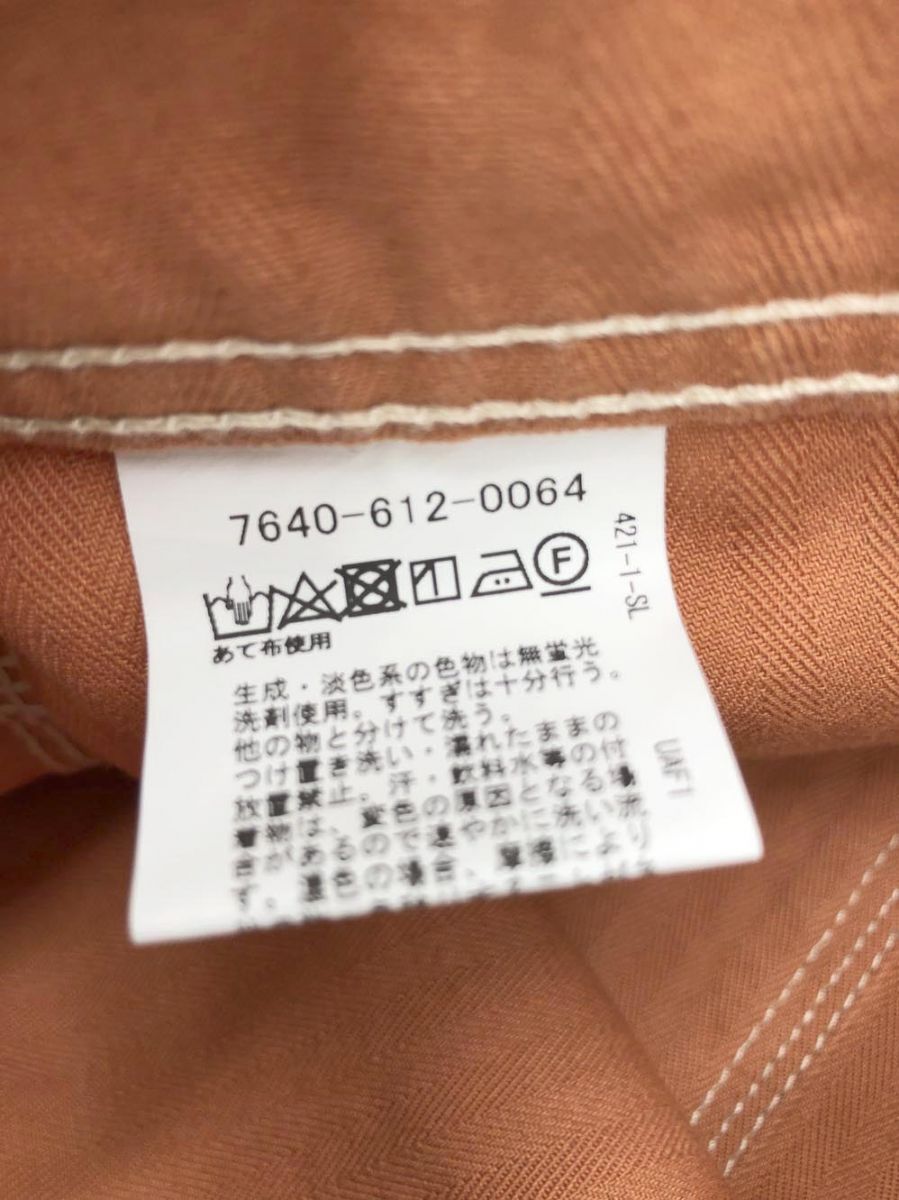 7640-612-0064
F
あて布使用
生成・淡色系の色物は無蛍光
洗剤使用。すすぎは十分行う。
他の物と分けて洗う。
つけ置き洗い・濡れたままの
放置禁止。汗・飲料水等の付
着物は、変色の原因となる場
合があるので速やかに洗い流
す。濃色の場合、摩擦により
421-1-SL
UAF1